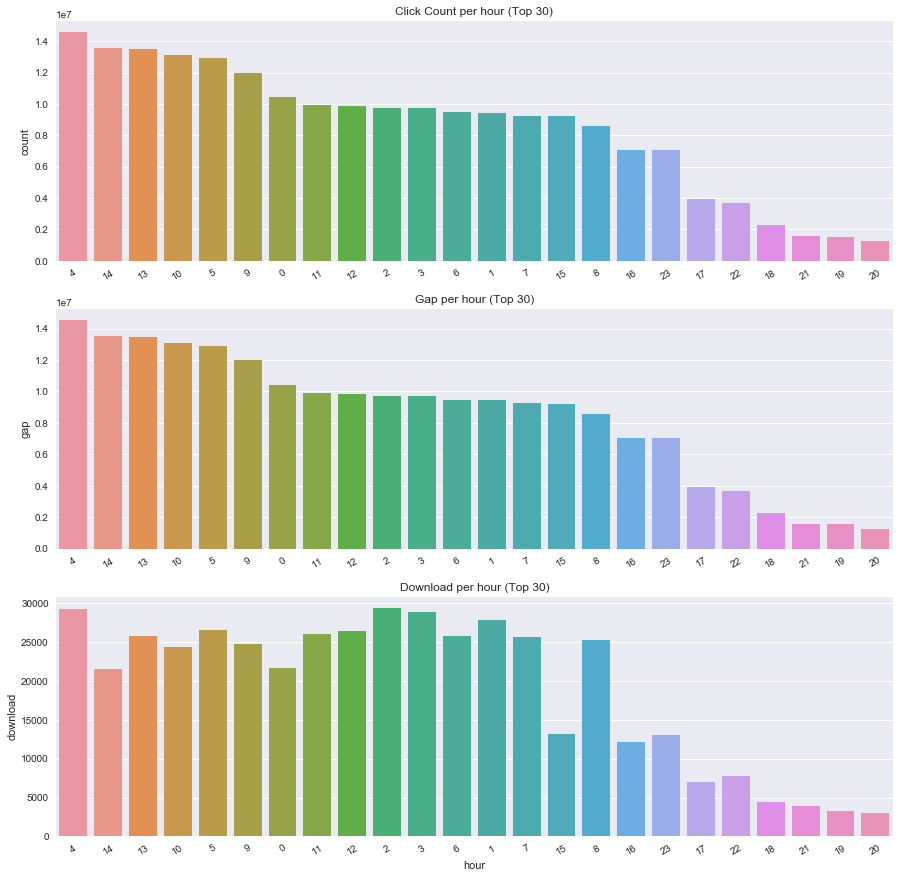 Click Count per hour (Top 30)
1e7
1.4
1.2
1.0
0.8
0.6
0.4
0.2
0.0
count
4 14 13 10 5 9 0 11 12 2 3 6 1 7 15 8 16 23 17 22 18 21 19 20
Gap per hour (Top 30)
1e7
1.4
1.2
1.0
0.8
0.6
0.4
0.2
0.0
gap
4 14 13 10 5 9 0 11 12 2 3 6 1 7 15 8 16 23 17 22 18 21 19 20
Download per hour (Top 30)
30000
25000
20000
15000
10000
5000
0
download
4 14 13 10 5 9 0 11 12 2 3 6 1 7 15 8 16 23 17 22 18 21 19 20
hour